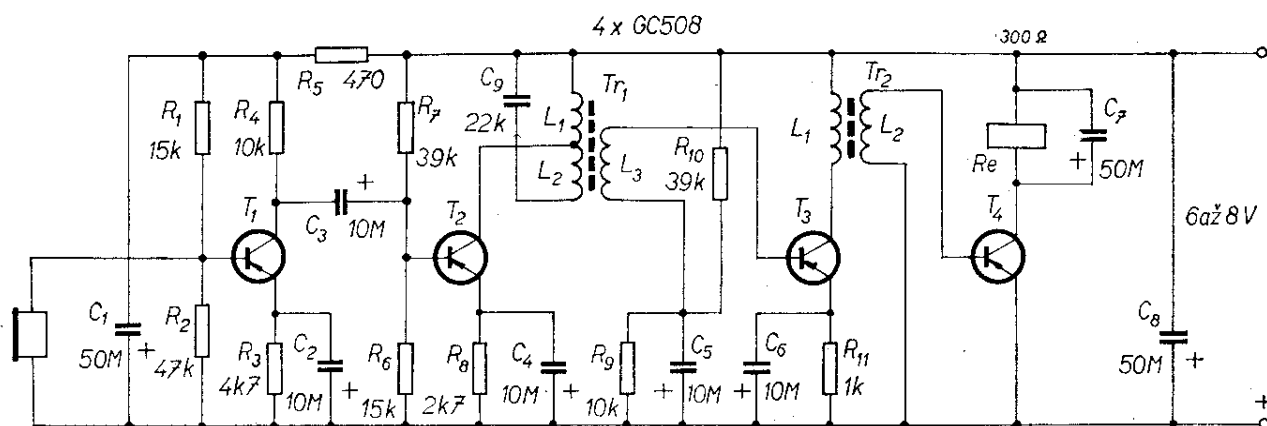 4 x GC508
300 Ω
R5 470
C9 22k
Tr1
Tr2
R1 15k
R4 10k
R7 39k
L1
L2
L3
R10 39k
L1
L2
Re
C7 + 50M
T1
C3 + 10M
T2
T3
T4
6až8V
C1 50M +
R2 47k
R3 4k7
C2 10M +
R6 15k
R8 2k7
C4 10M +
R9 10k
C5 + 10M
C6 10M +
R11 1k
C8 50M +
+